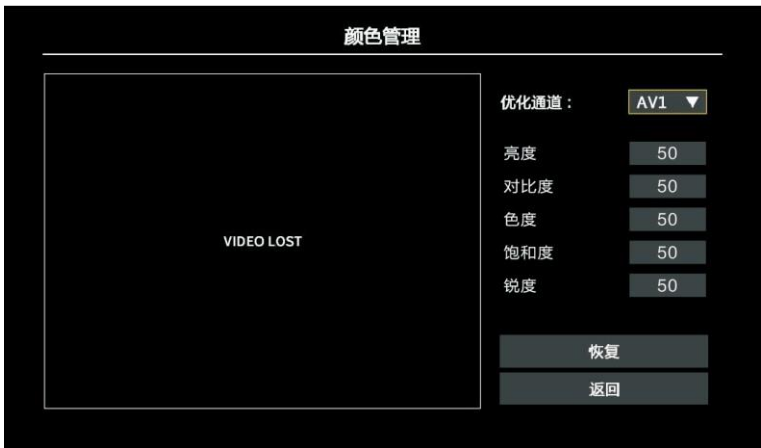 颜色管理
优化通道： AV1 ▼
亮度 50
对比度 50
色度 50
VIDEO LOST
饱和度 50
锐度 50
恢复
返回